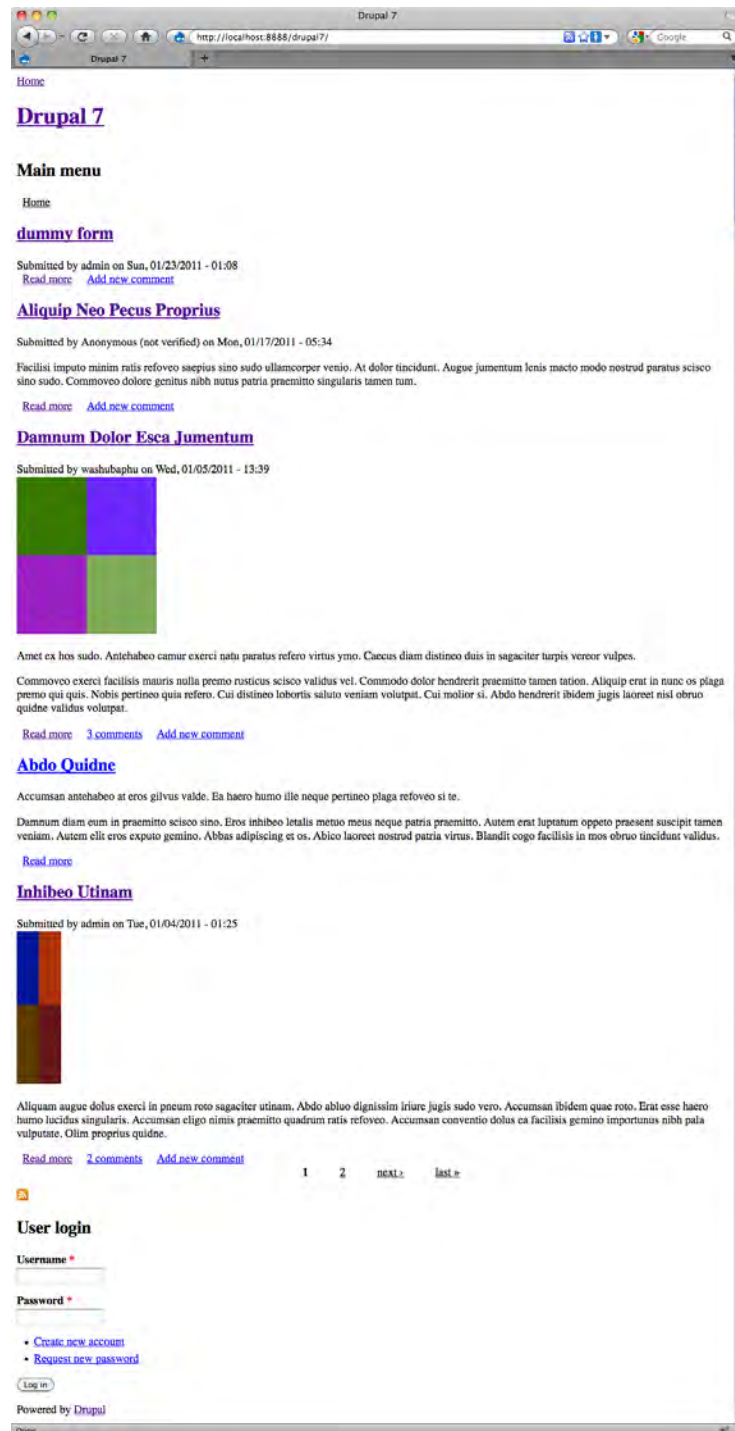 Drupal 7
http://localhost:8888/drupal7/
Google
Drupal 7 +
Home
Drupal 7
Main menu
Home
dummy form
Submitted by admin on Sun, 01/23/2011 - 01:08
Read more Add new comment
Aliquip Neo Pecus Proprius
Submitted by Anonymous (not verified) on Mon, 01/17/2011 - 05:34
Facilisi imputo minim ratis refoveo saepius sino sudo ullamcorper venio. At dolor tincidunt. Augue jumentum lenis macto modo nostrud paratus scisco
sino sudo. Commoveo dolore genitus nibh nutus patria praemitto singularis tamen tum.
Read more Add new comment
Damnum Dolor Esca Jumentum
Submitted by washubaphu on Wed, 01/05/2011 - 13:39
Amet ex hos sudo. Antehabeo camur exerci natu paratus refero virtus ymo. Caecus diam distineo duis in sagaciter turpis vereor vulpes.
Commoveo exerci facilisis mauris nulla premo rusticus scisco validus vel. Commodo dolor hendrerit praemitto tamen tation. Aliquip erat in nunc os plaga
premo qui quis. Nobis pertineo quia refero. Cui distineo lobortis saluto veniam volutpat. Cui molior si. Abdo hendrerit ibidem jugis laoreet nisl obruo
quidne validus volutpat.
Read more 3 comments Add new comment
Abdo Quidne
Accumsan antehabeo at eros gilvus valde. Ea haero humo ille neque pertineo plaga refoveo si te.
Damnum diam eum in praemitto scisco sino. Eros inhibeo letalis metuo meus neque patria praemitto. Autem erat luptatum oppeto praesent suscipit tamen
veniam. Autem elit eros exputo gemino. Abbas adipiscing et os. Abico laoreet nostrud patria virtus. Blandit cogo facilisis in mos obruo tincidunt validus.
Read more
Inhibeo Utinam
Submitted by admin on Tue, 01/04/2011 - 01:25
Aliquam augue dolus exerci in pneum roto sagaciter utinam. Abdo abluo dignissim iriure jugis sudo vero. Accumsan ibidem quae roto. Erat esse haero
humo lucidus singularis. Accumsan eligo nimis praemitto quadrum ratis refoveo. Accumsan conventio dolus ea facilisis gemino importunus nibh pala
vulputate. Olim proprius quidne.
Read more 2 comments Add new comment
1 2 next › last »
User login
Username *
Password *
• Create new account
• Request new password
Log in
Powered by Drupal